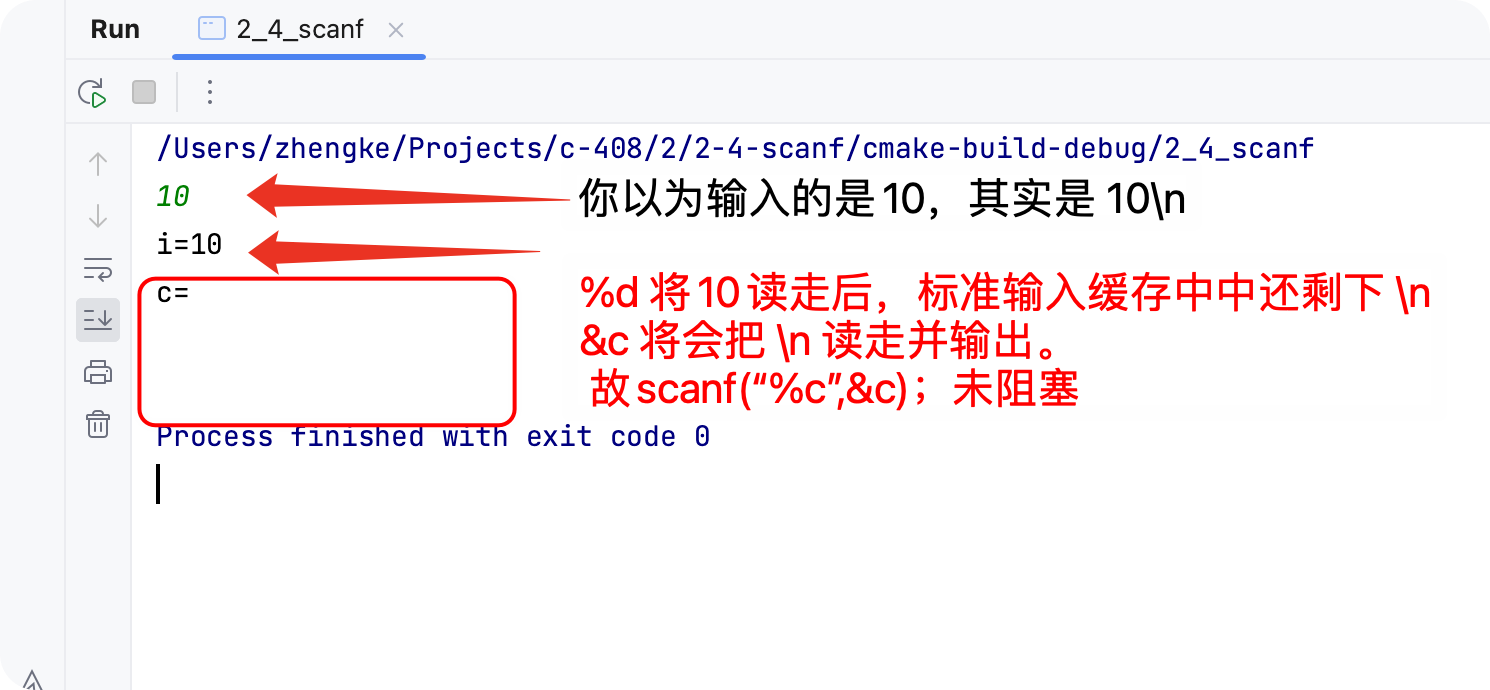 Run 2_4_scanf
/Users/zhengke/Projects/c-408/2/2-4-scanf/cmake-build-debug/2_4_scanf
10
你以为输入的是10，其实是 10\n
i=10
c=
%d 将10读走后，标准输入缓存中中还剩下 \n
&c 将会把 \n 读走并输出。
故scanf(“%c”,&c)；未阻塞
Process finished with exit code 0